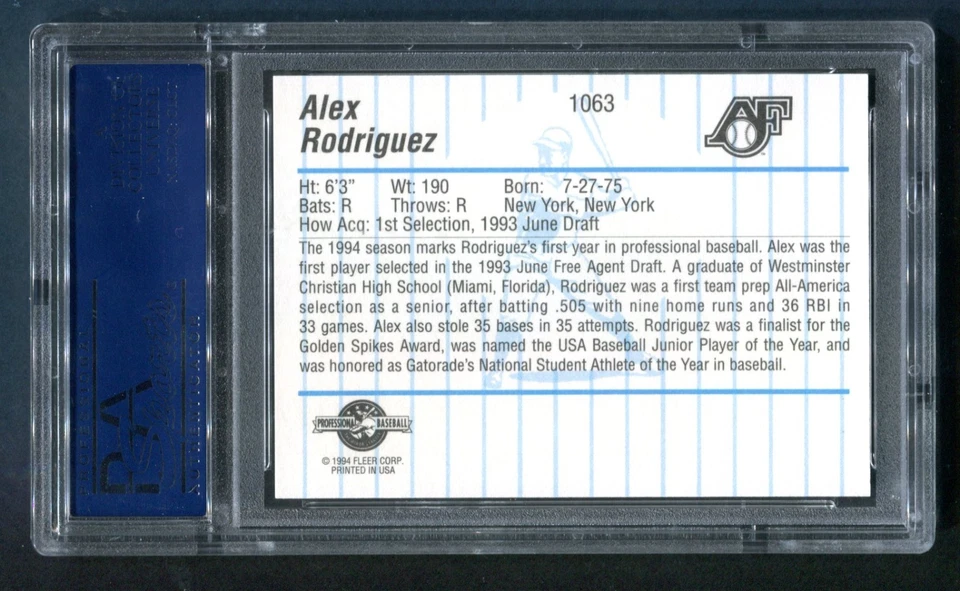 Alex
Rodriguez
1063
AF
Ht: 6'3" Wt: 190 Born: 7-27-75
Bats: R Throws: R New York, New York
How Acq: 1st Selection, 1993 June Draft
The 1994 season marks Rodriguez's first year in professional baseball. Alex was the
first player selected in the 1993 June Free Agent Draft. A graduate of Westminster
Christian High School (Miami, Florida), Rodriguez was a first team prep All-America
selection as a senior, after batting .505 with nine home runs and 36 RBI in
33 games. Alex also stole 35 bases in 35 attempts. Rodriguez was a finalist for the
Golden Spikes Award, was named the USA Baseball Junior Player of the Year, and
was honored as Gatorade's National Student Athlete of the Year in baseball.
PROFESSIONAL BASEBALL
© 1994 FLEER CORP.
PRINTED IN USA
PSA